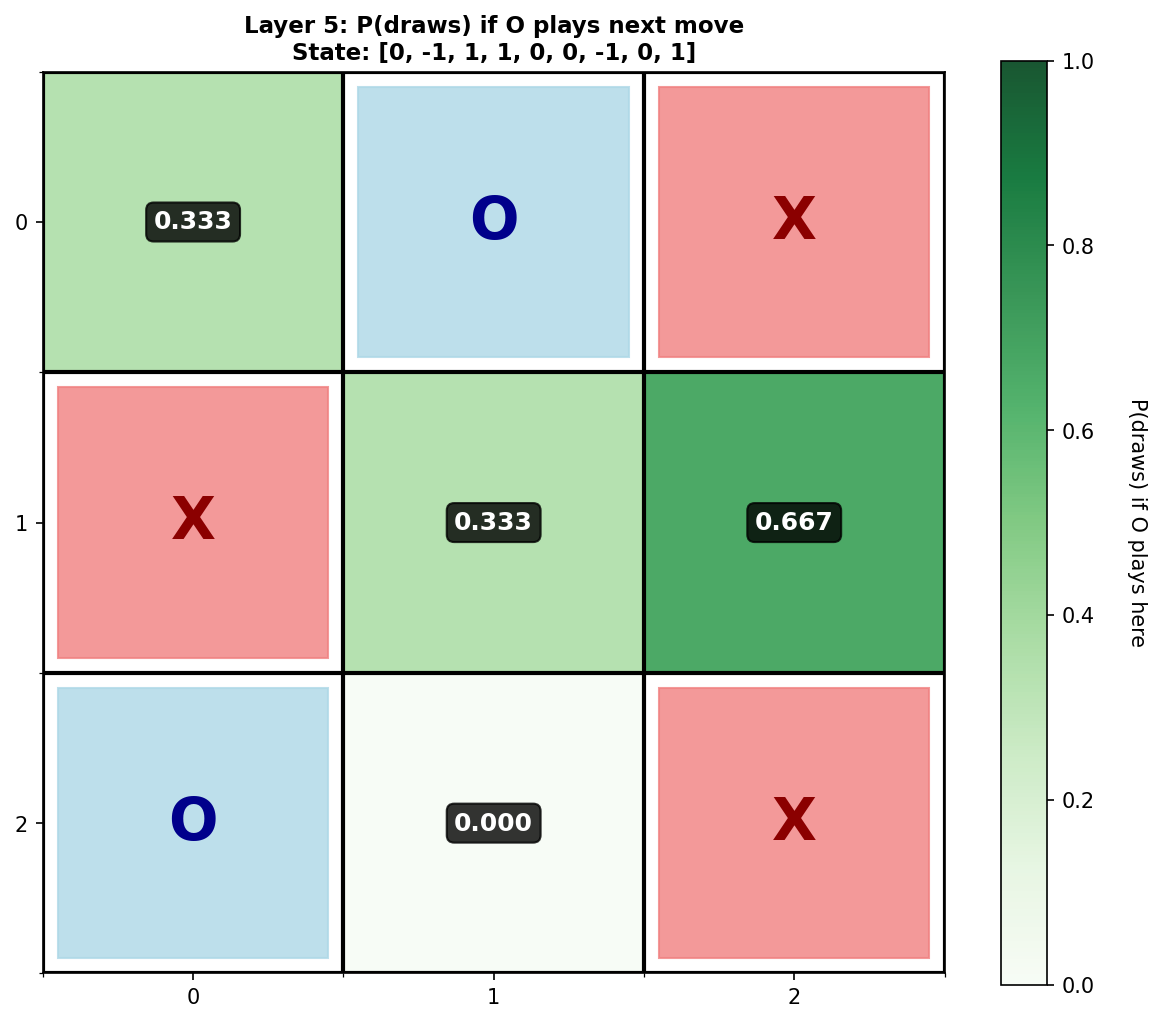 Layer 5: P(draws) if O plays next move
State: [0, -1, 1, 1, 0, 0, -1, 0, 1]
0.333
O
X
X
0.333
0.667
O
0.000
X
0
1
2
0
1
2
1.0
0.8
0.6
0.4
0.2
0.0
P(draws) if O plays here